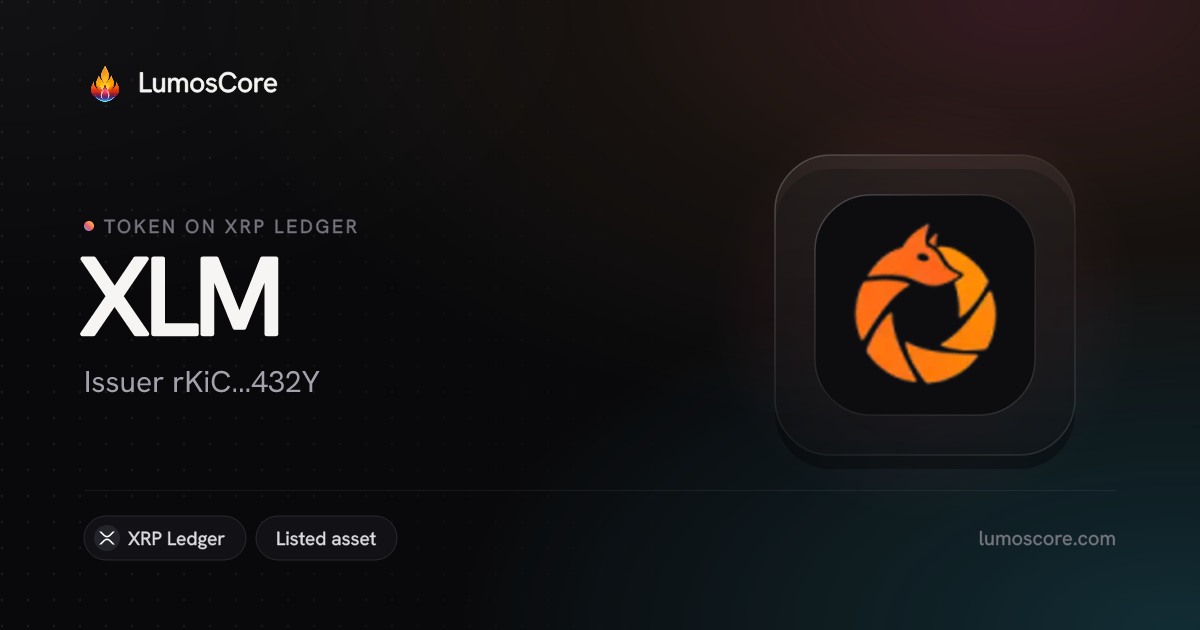 LumosCore
TOKEN ON XRP LEDGER
XLM
Issuer rKiC...432Y
XRP Ledger
Listed asset
lumoscore.com